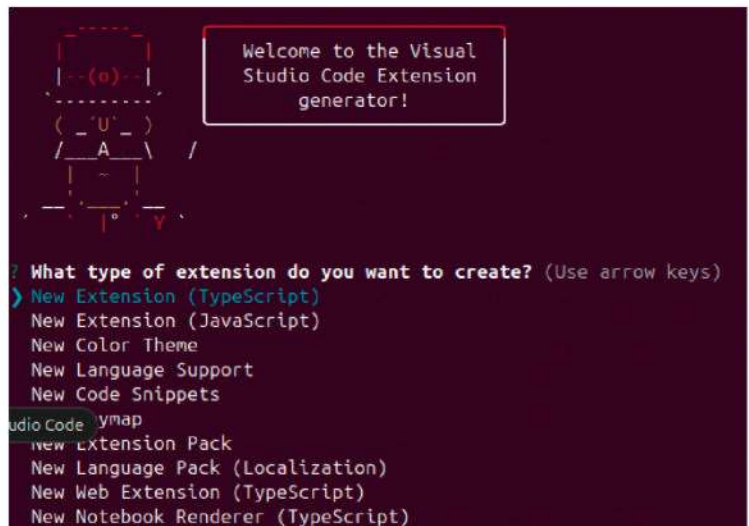 Welcome to the Visual
Studio Code Extension
generator!
? What type of extension do you want to create? (Use arrow keys)
❯ New Extension (TypeScript)
New Extension (JavaScript)
New Color Theme
New Language Support
New Code Snippets
udio Code ymap
New Extension Pack
New Language Pack (Localization)
New Web Extension (TypeScript)
New Notebook Renderer (TypeScript)